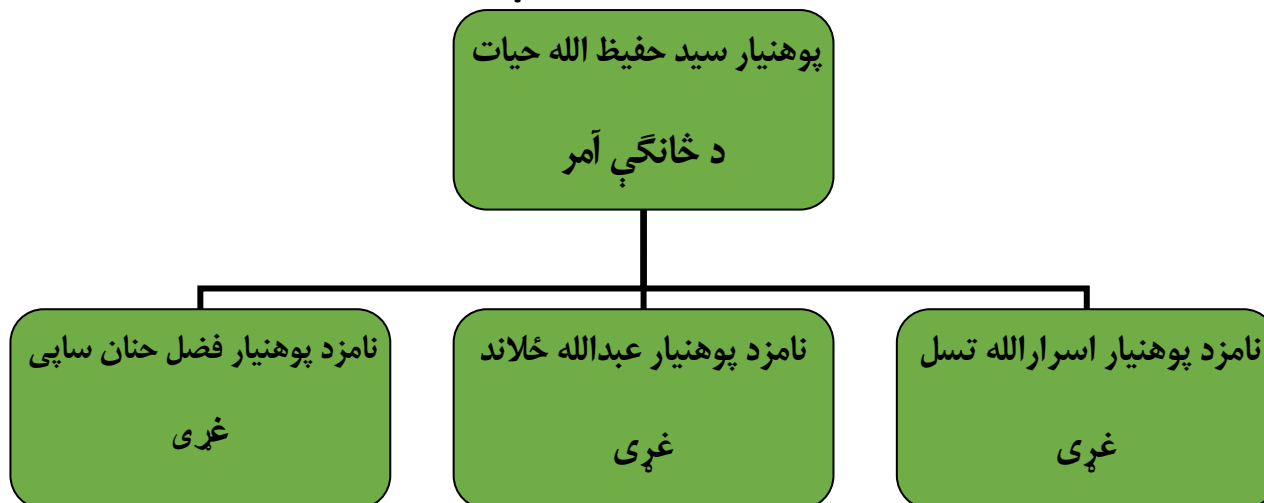 پوهنیار سید حفیظ الله حیات
د څانګې آمر
نامزد پوهنیار اسرارالله تسل
غړی
نامزد پوهنیار عبدالله ځلاند
غړی
نامزد پوهنیار فضل حنان ساپی
غړی